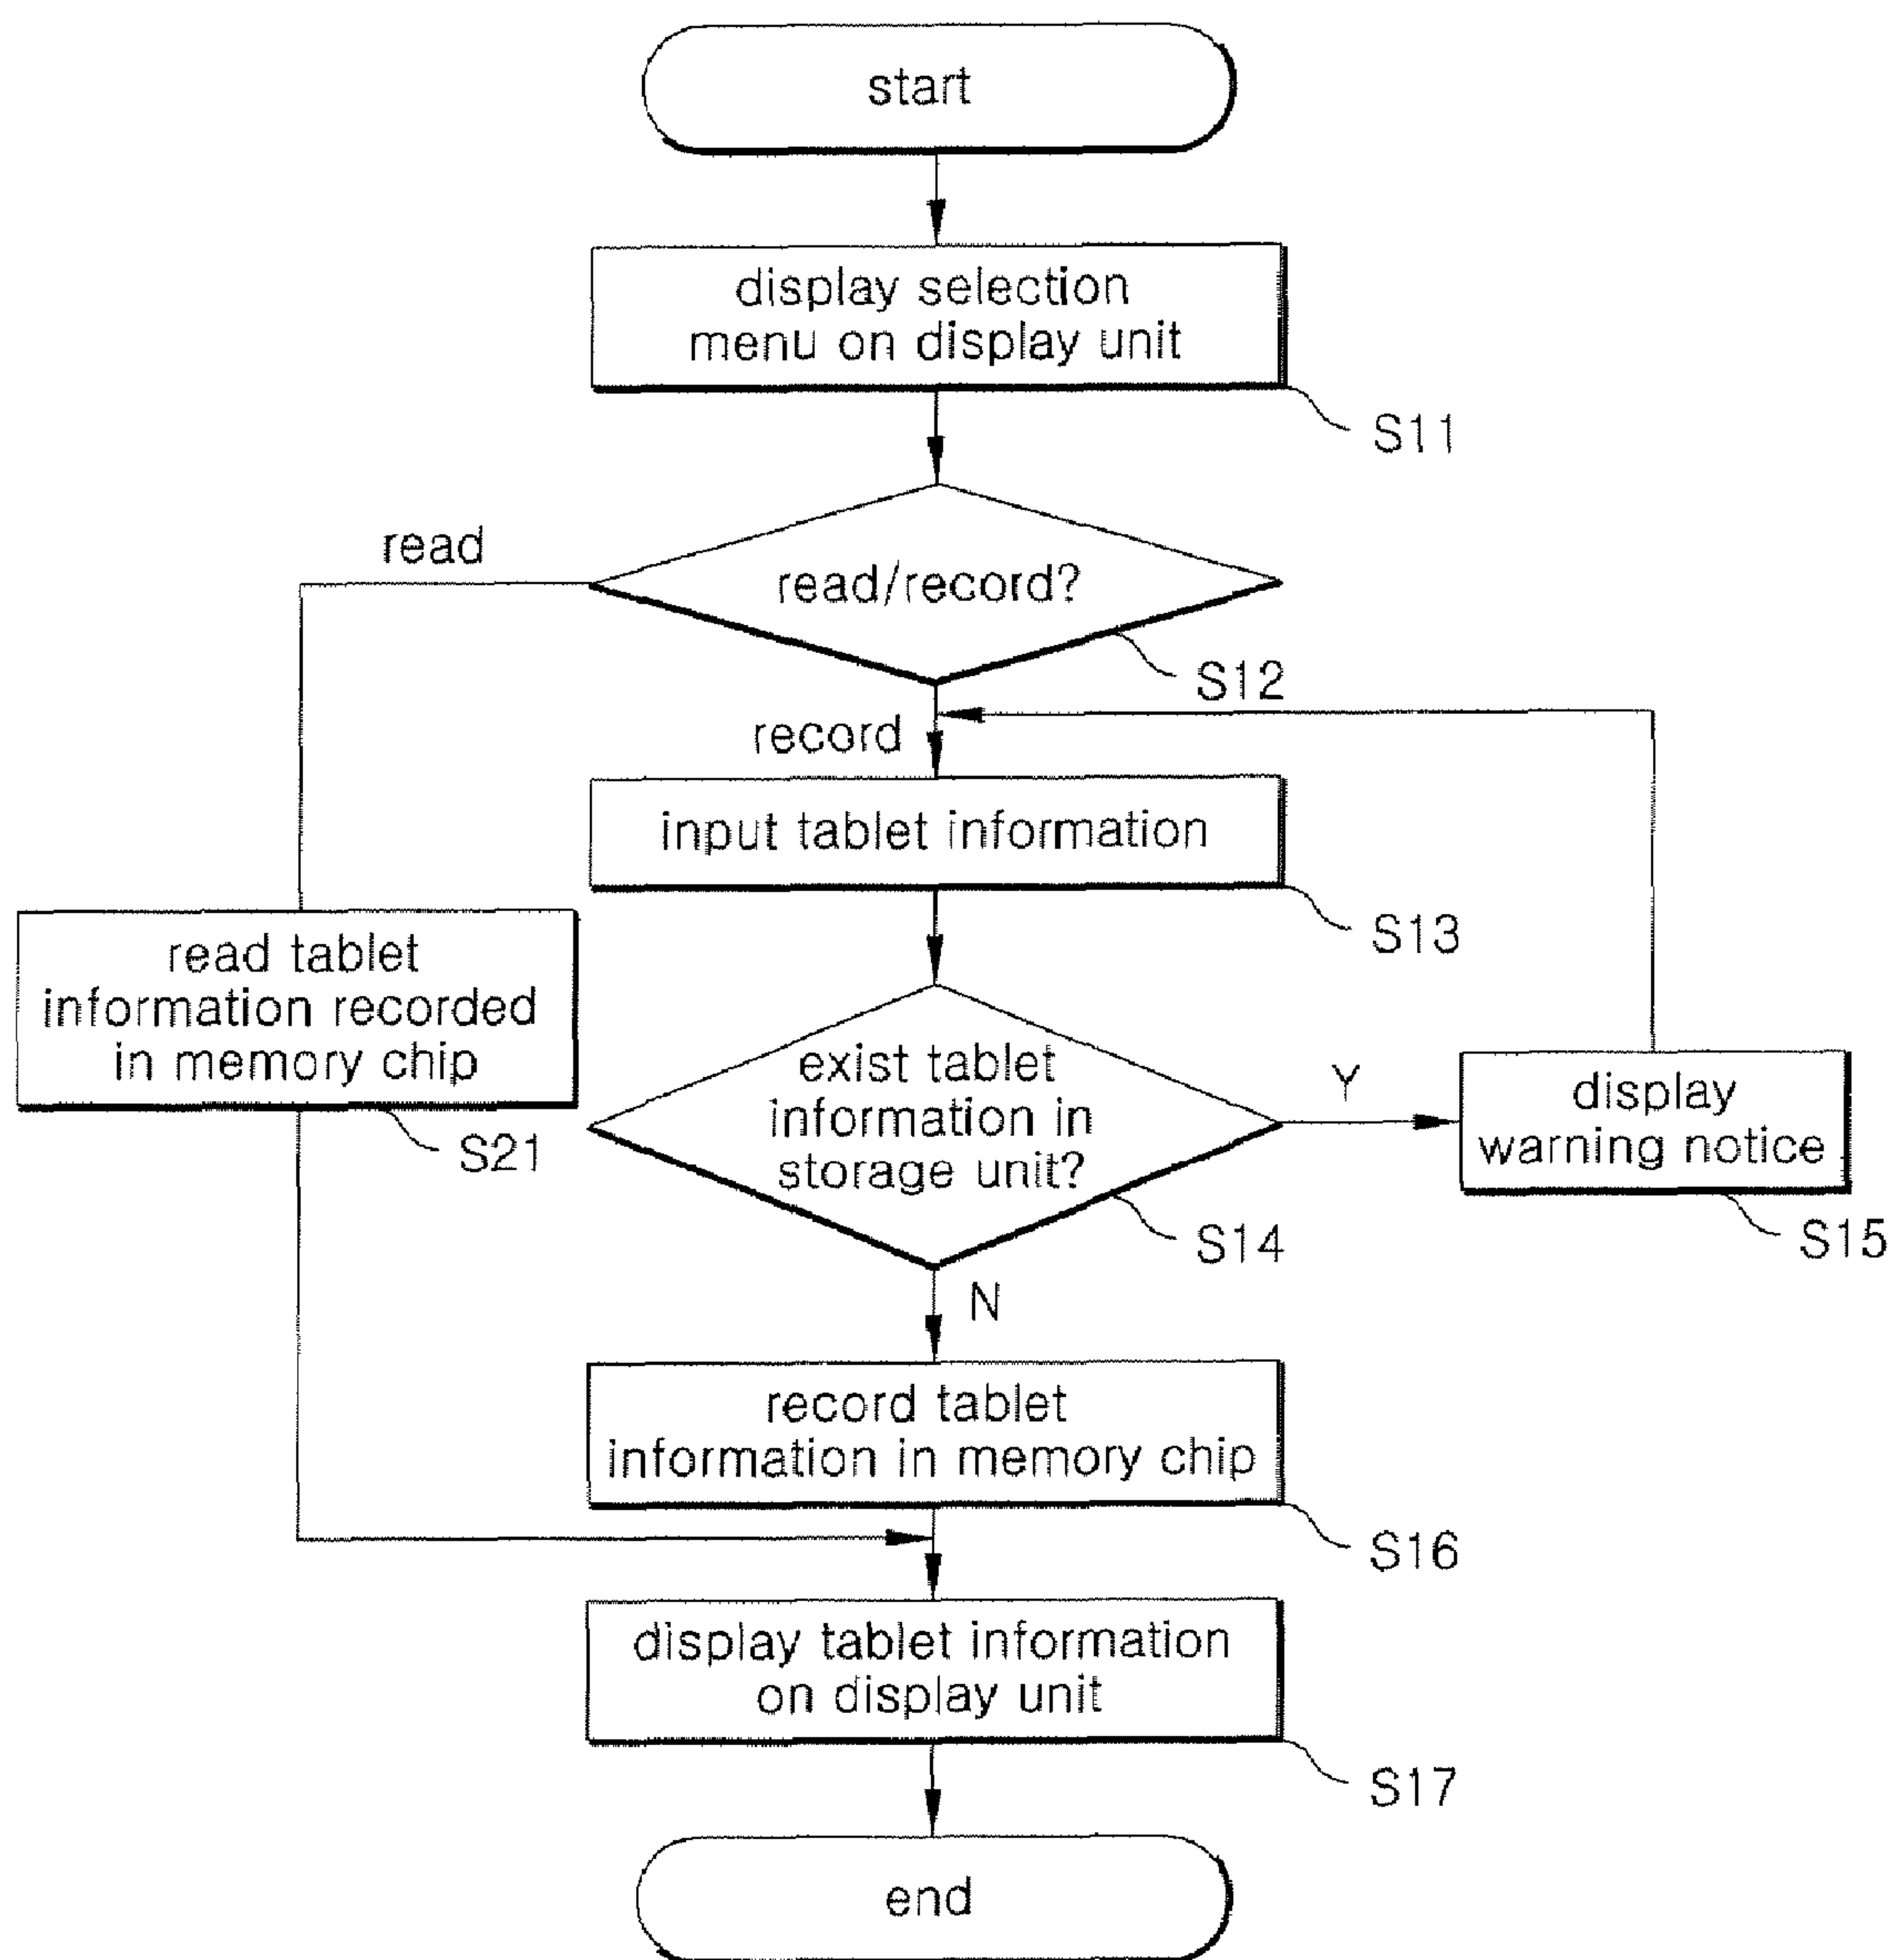 start
display selection
menu on display unit
S11
read
read/record?
S12
record
input tablet information
S13
read tablet
information recorded
in memory chip
S21
exist tablet
information in
storage unit?
S14
Y
display
warning notice
S15
N
record tablet
information in memory chip
S16
display tablet information
on display unit
S17
end